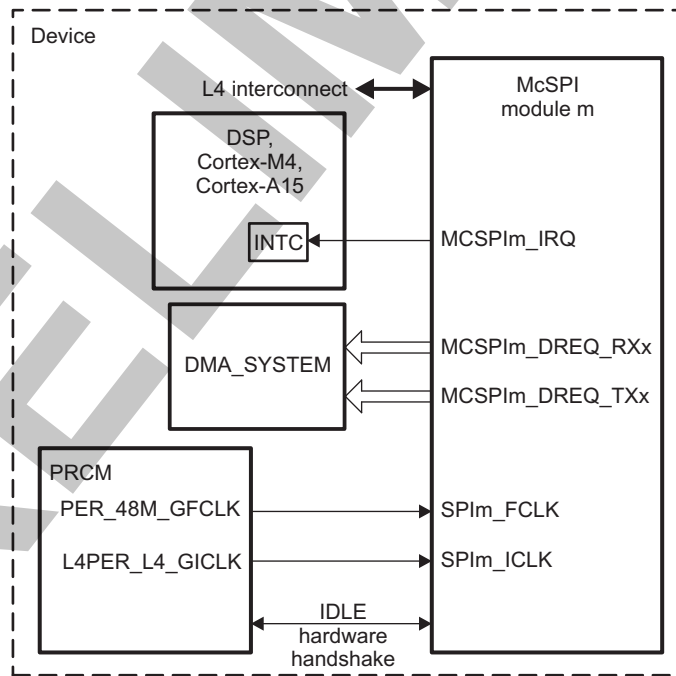 Device
L4 interconnect
McSPI
module m
DSP,
Cortex-M4,
Cortex-A15
INTC
MCSPIm_IRQ
DMA_SYSTEM
MCSPIm_DREQ_RXx
MCSPIm_DREQ_TXx
PRCM
PER_48M_GFCLK
SPIm_FCLK
L4PER_L4_GICLK
SPIm_ICLK
IDLE
hardware
handshake